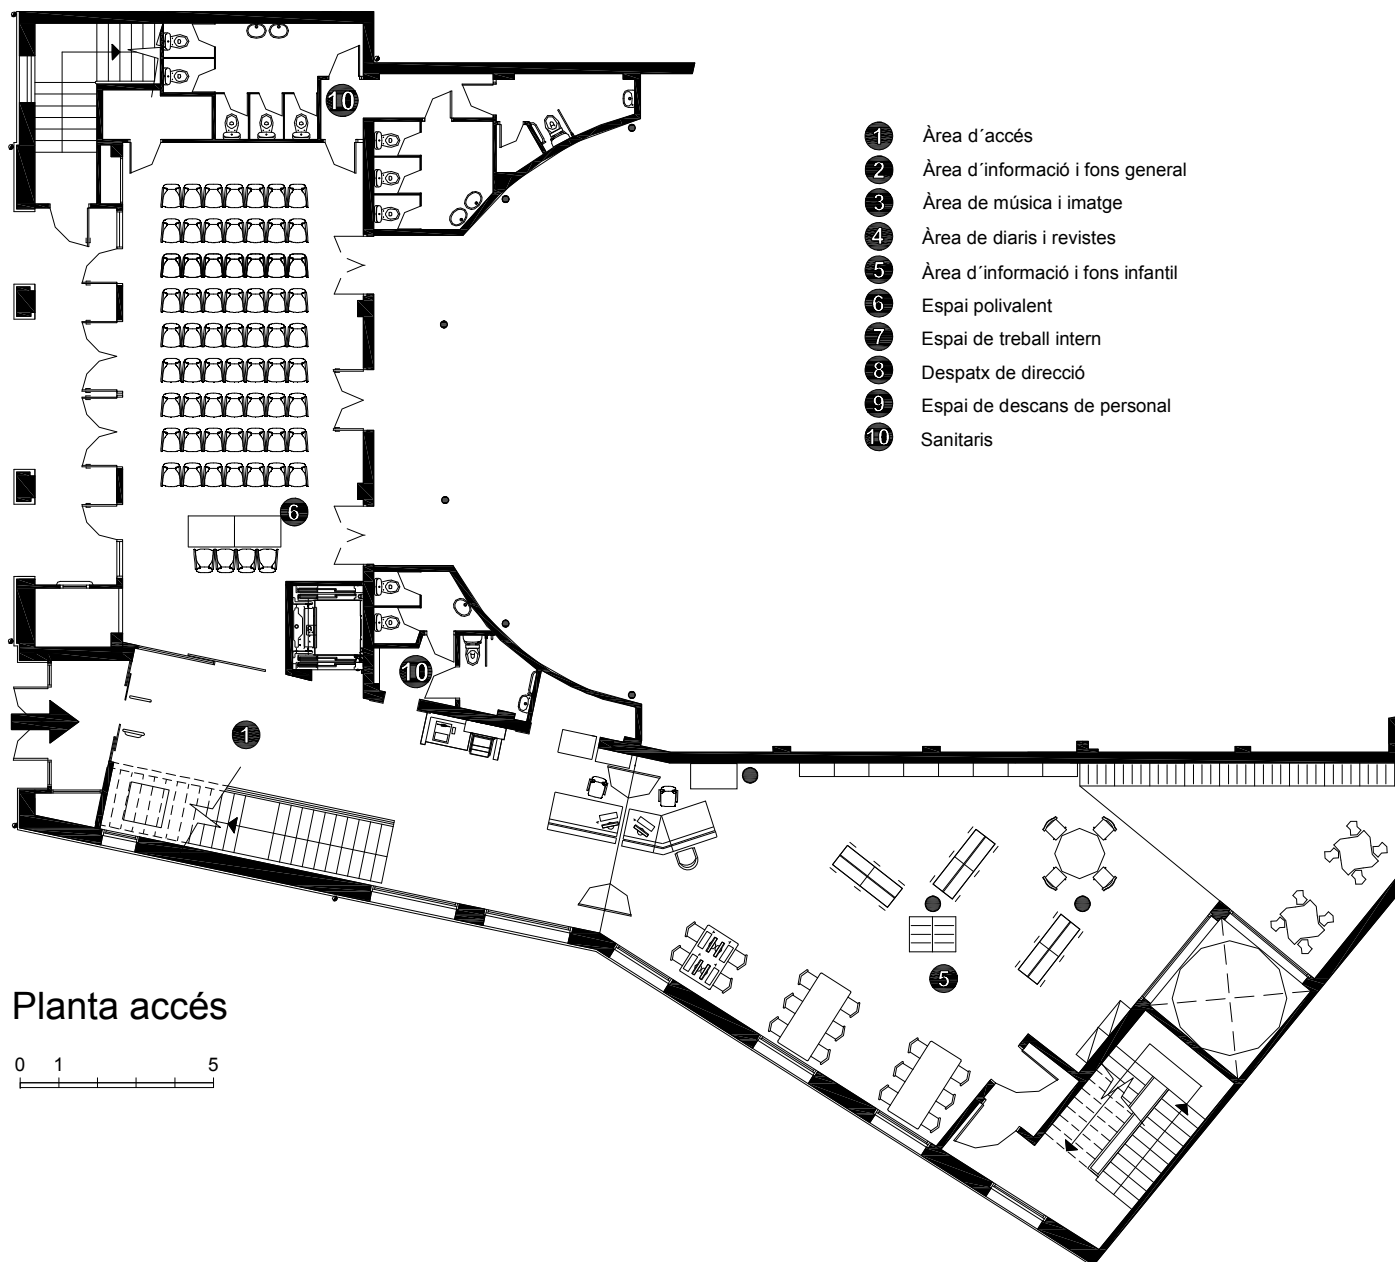 10
1 Àrea d´accés
2 Àrea d´informació i fons general
3 Àrea de música i imatge
4 Àrea de diaris i revistes
5 Àrea d´informació i fons infantil
6 Espai polivalent
7 Espai de treball intern
8 Despatx de direcció
9 Espai de descans de personal
10 Sanitaris
6
10
1
5
Planta accés
0 1 5